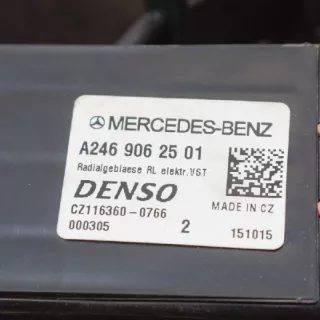 MERCEDES-BENZ
A246 906 25 01
Radialgeblaese RL elektr.VST
DENSO
CZ116360-0766 MADE IN CZ
000305 2 151015